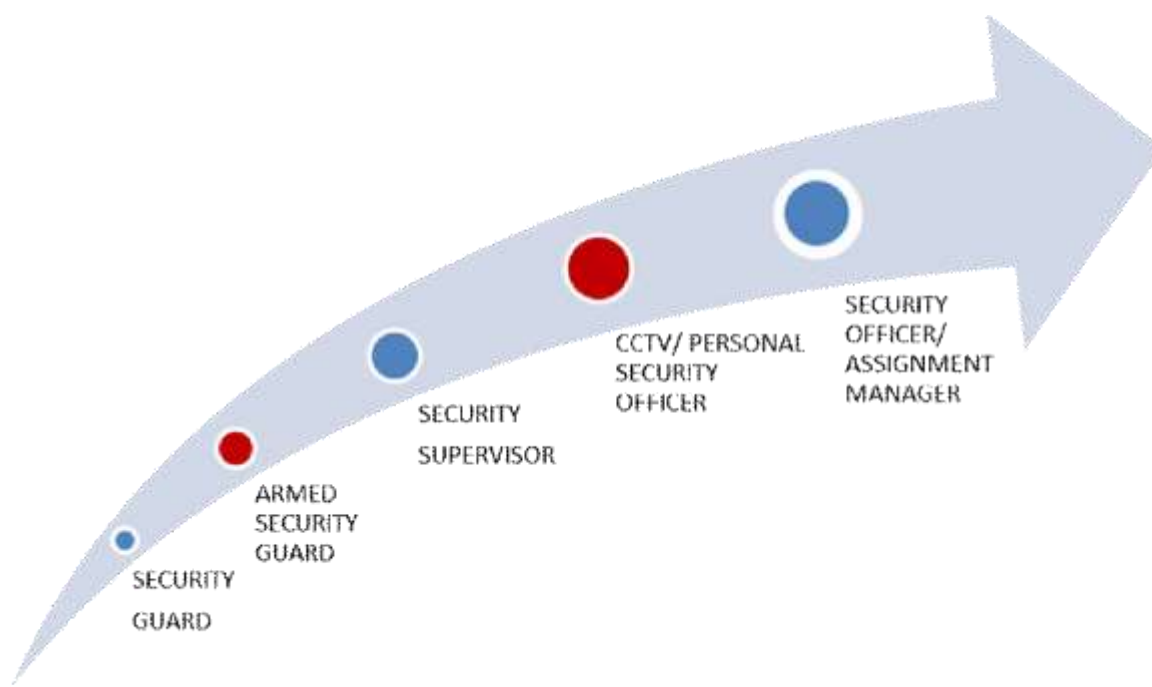 SECURITY
GUARD
ARMED
SECURITY
GUARD
SECURITY
SUPERVISOR
CCTV/ PERSONAL
SECURITY
OFFICER
SECURITY
OFFICER/
ASSIGNMENT
MANAGER